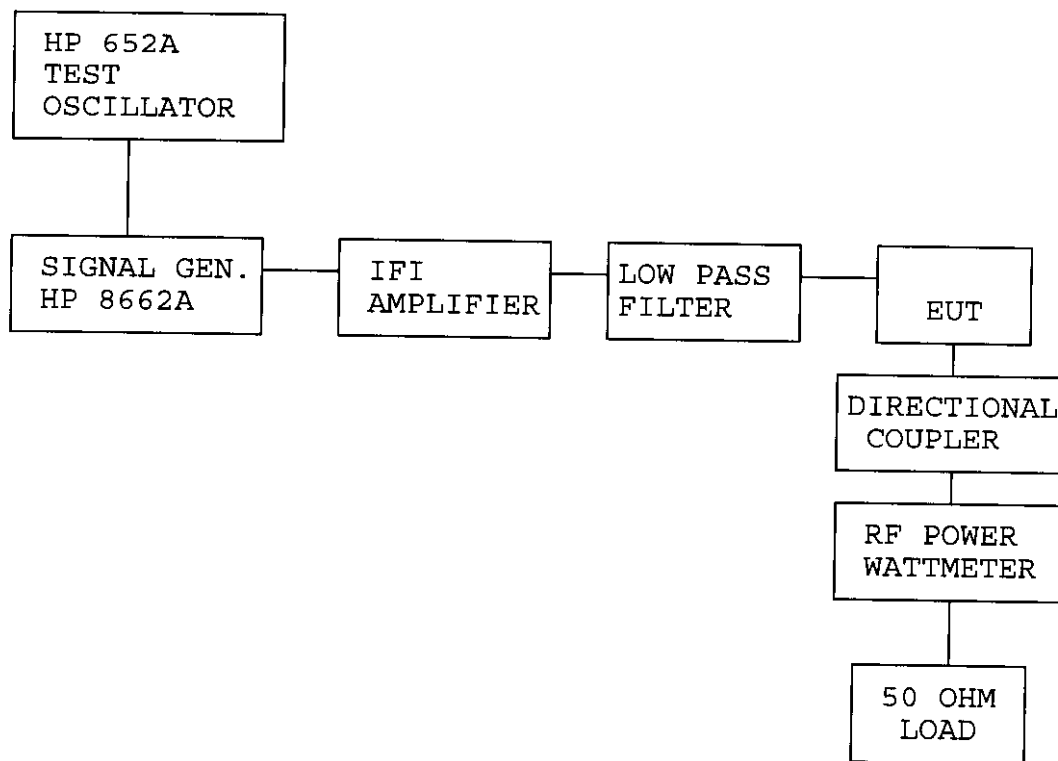 HP 652A
TEST
OSCILLATOR
SIGNAL GEN.
HP 8662A
IFI
AMPLIFIER
LOW PASS
FILTER
EUT
DIRECTIONAL
COUPLER
RF POWER
WATTMETER
50 OHM
LOAD